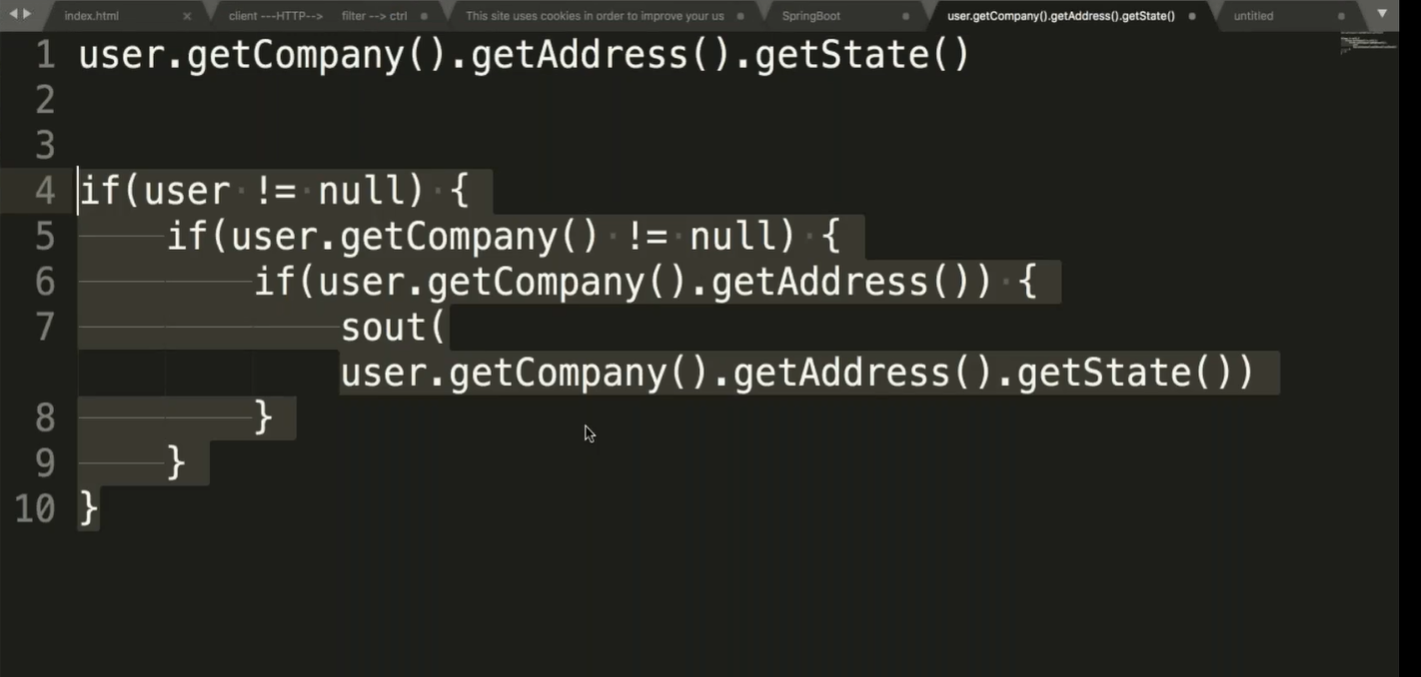 index.html
client ---HTTP--> filter --> ctrl
This site uses cookies in order to improve your us
SpringBoot
user.getCompany().getAddress().getState()
untitled
1 user.getCompany().getAddress().getState()
2
3
4 if(user != null) {
5 if(user.getCompany() != null) {
6 if(user.getCompany().getAddress()) {
7 sout(
user.getCompany().getAddress().getState())
8 }
9 }
10 }